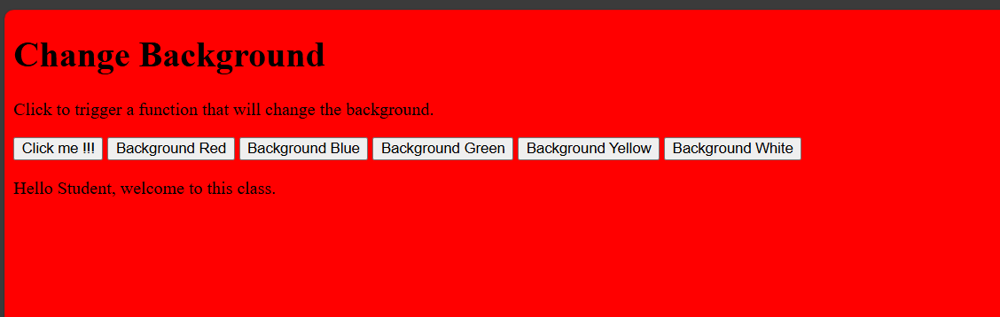 Change Background
Click to trigger a function that will change the background.
Click me !!! Background Red Background Blue Background Green Background Yellow Background White
Hello Student, welcome to this class.